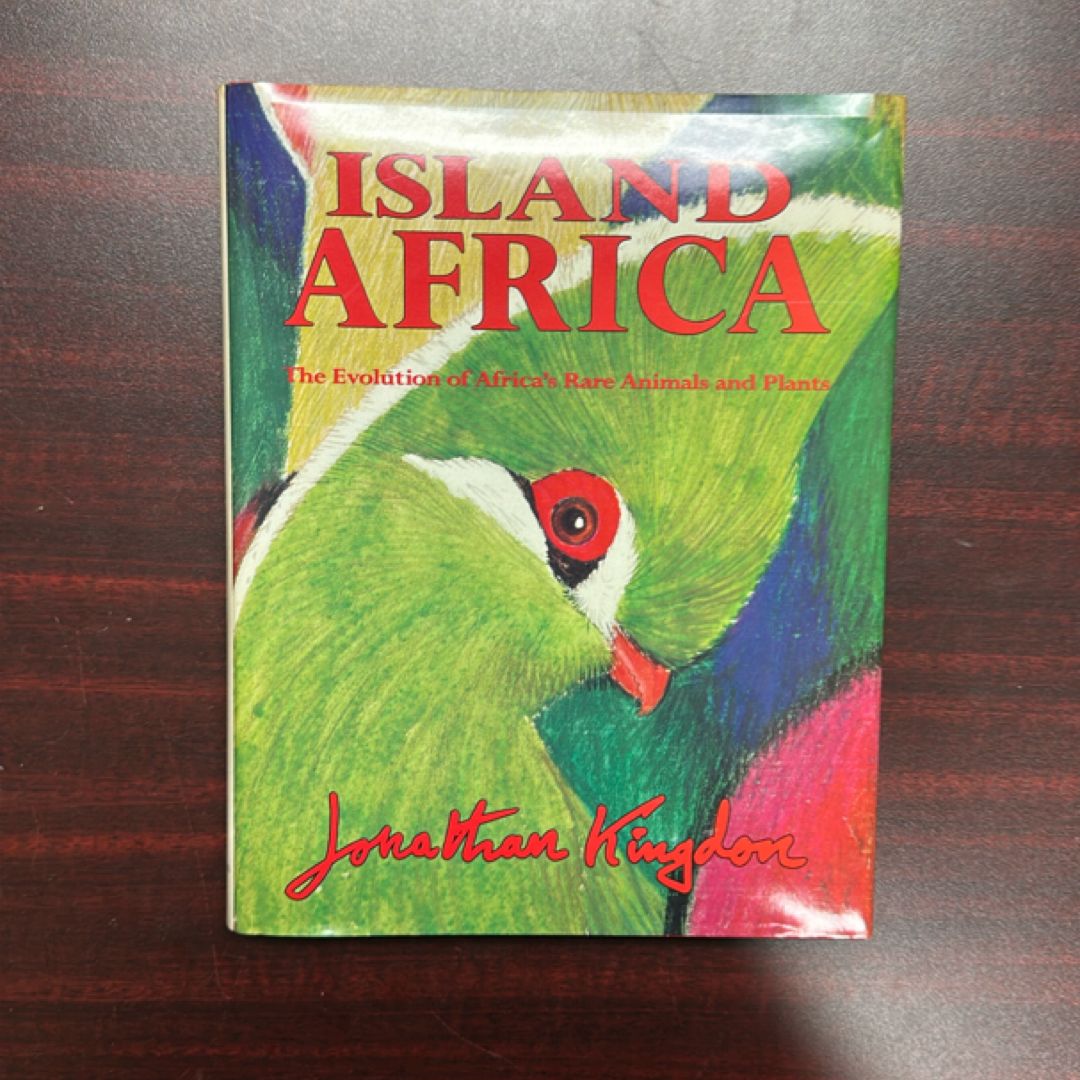 ISLAND
AFRICA
The Evolution of Africa's Rare Animals and Plants
Jonathan Kingdon